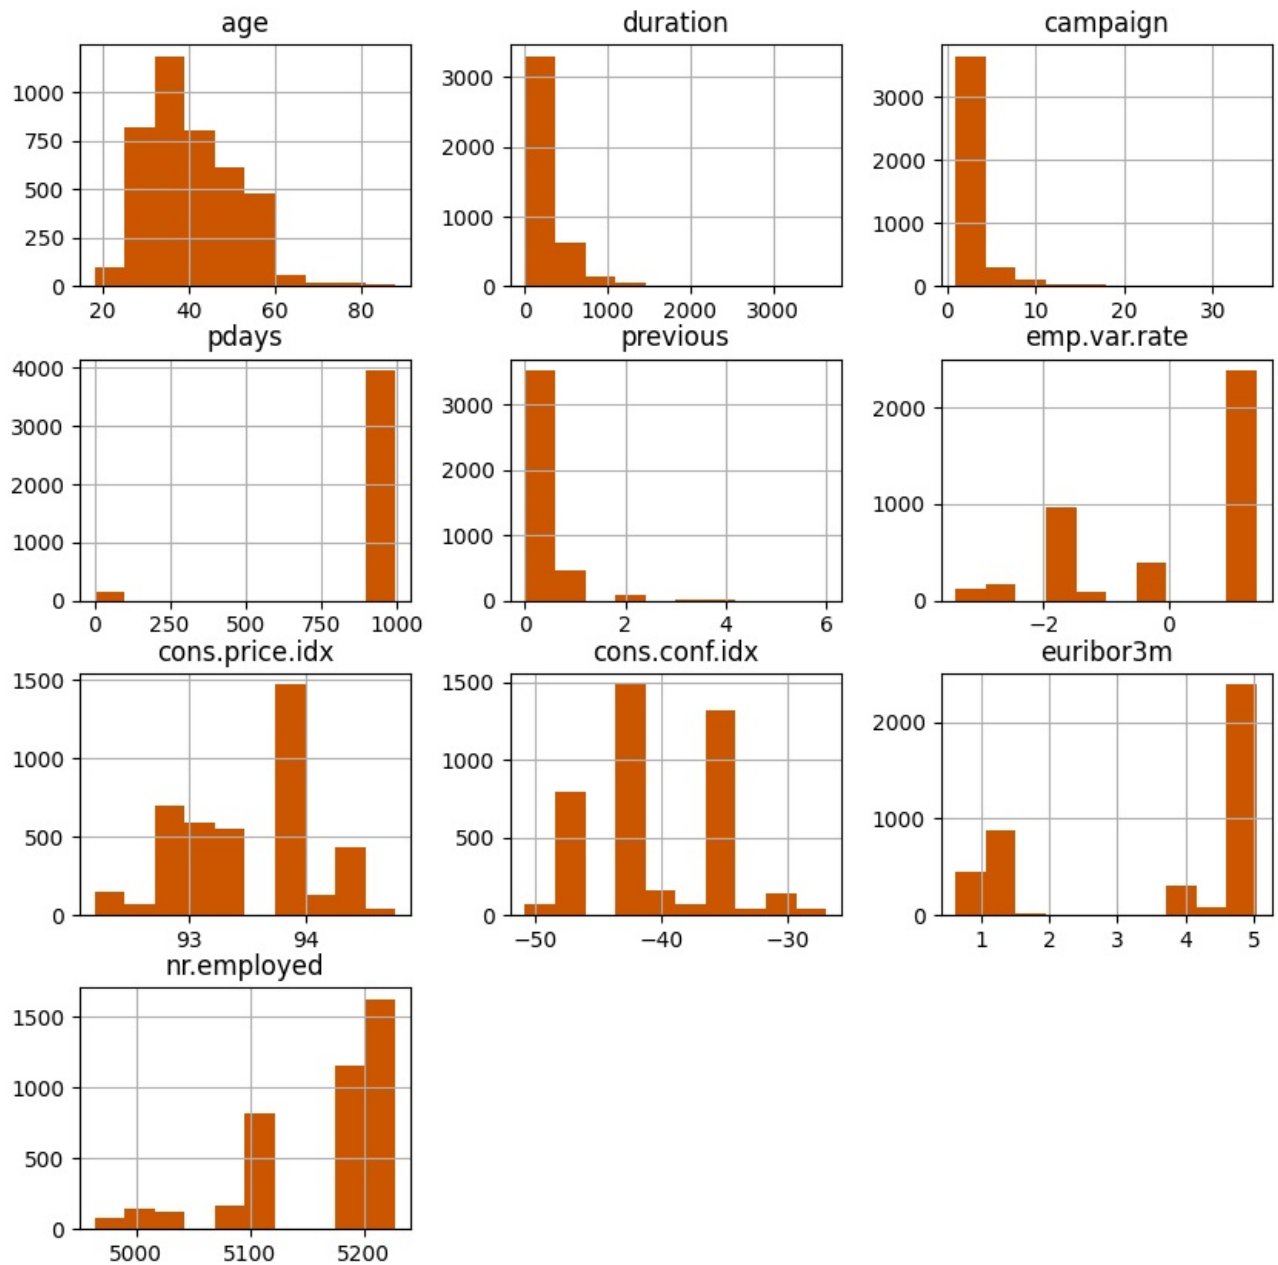 age
duration
campaign
1000
750
500
250
0
20 40 60 80
3000
2000
1000
0
0 1000 2000 3000
3000
2000
1000
0
0 10 20 30
pdays
previous
emp.var.rate
4000
3000
2000
1000
0
0 250 500 750 1000
3000
2000
1000
0
0 2 4 6
2000
1000
0
−2 0
cons.price.idx
cons.conf.idx
euribor3m
1500
1000
500
0
93 94
1500
1000
500
0
−50 −40 −30
2000
1000
0
1 2 3 4 5
nr.employed
1500
1000
500
0
5000 5100 5200